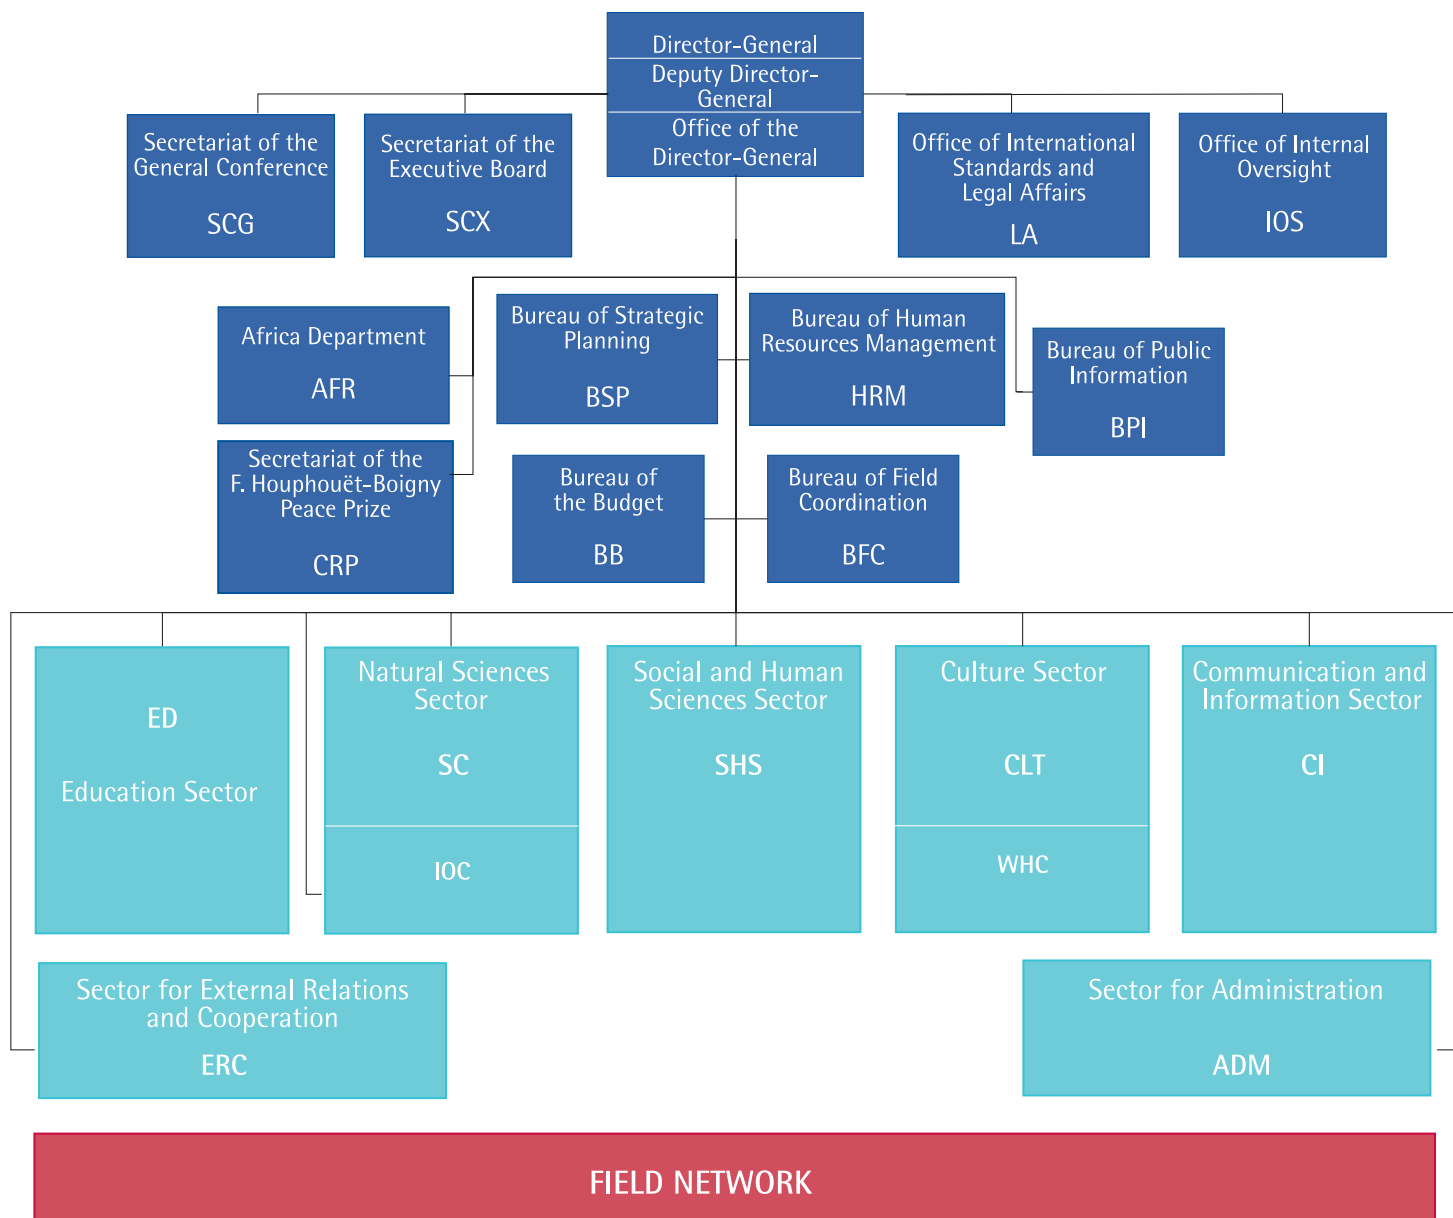 Director-General
Deputy Director-
General
Office of the
Director-General
Secretariat of the
General Conference
SCG
Secretariat of the
Executive Board
SCX
Office of International
Standards and
Legal Affairs
LA
Office of Internal
Oversight
IOS
Africa Department
AFR
Bureau of Strategic
Planning
BSP
Bureau of Human
Resources Management
HRM
Bureau of Public
Information
BPI
Secretariat of the
F. Houphouët-Boigny
Peace Prize
CRP
Bureau of
the Budget
BB
Bureau of Field
Coordination
BFC
ED
Education Sector
Natural Sciences
Sector
SC
IOC
Social and Human
Sciences Sector
SHS
Culture Sector
CLT
WHC
Communication and
Information Sector
CI
Sector for External Relations
and Cooperation
ERC
Sector for Administration
ADM
FIELD NETWORK